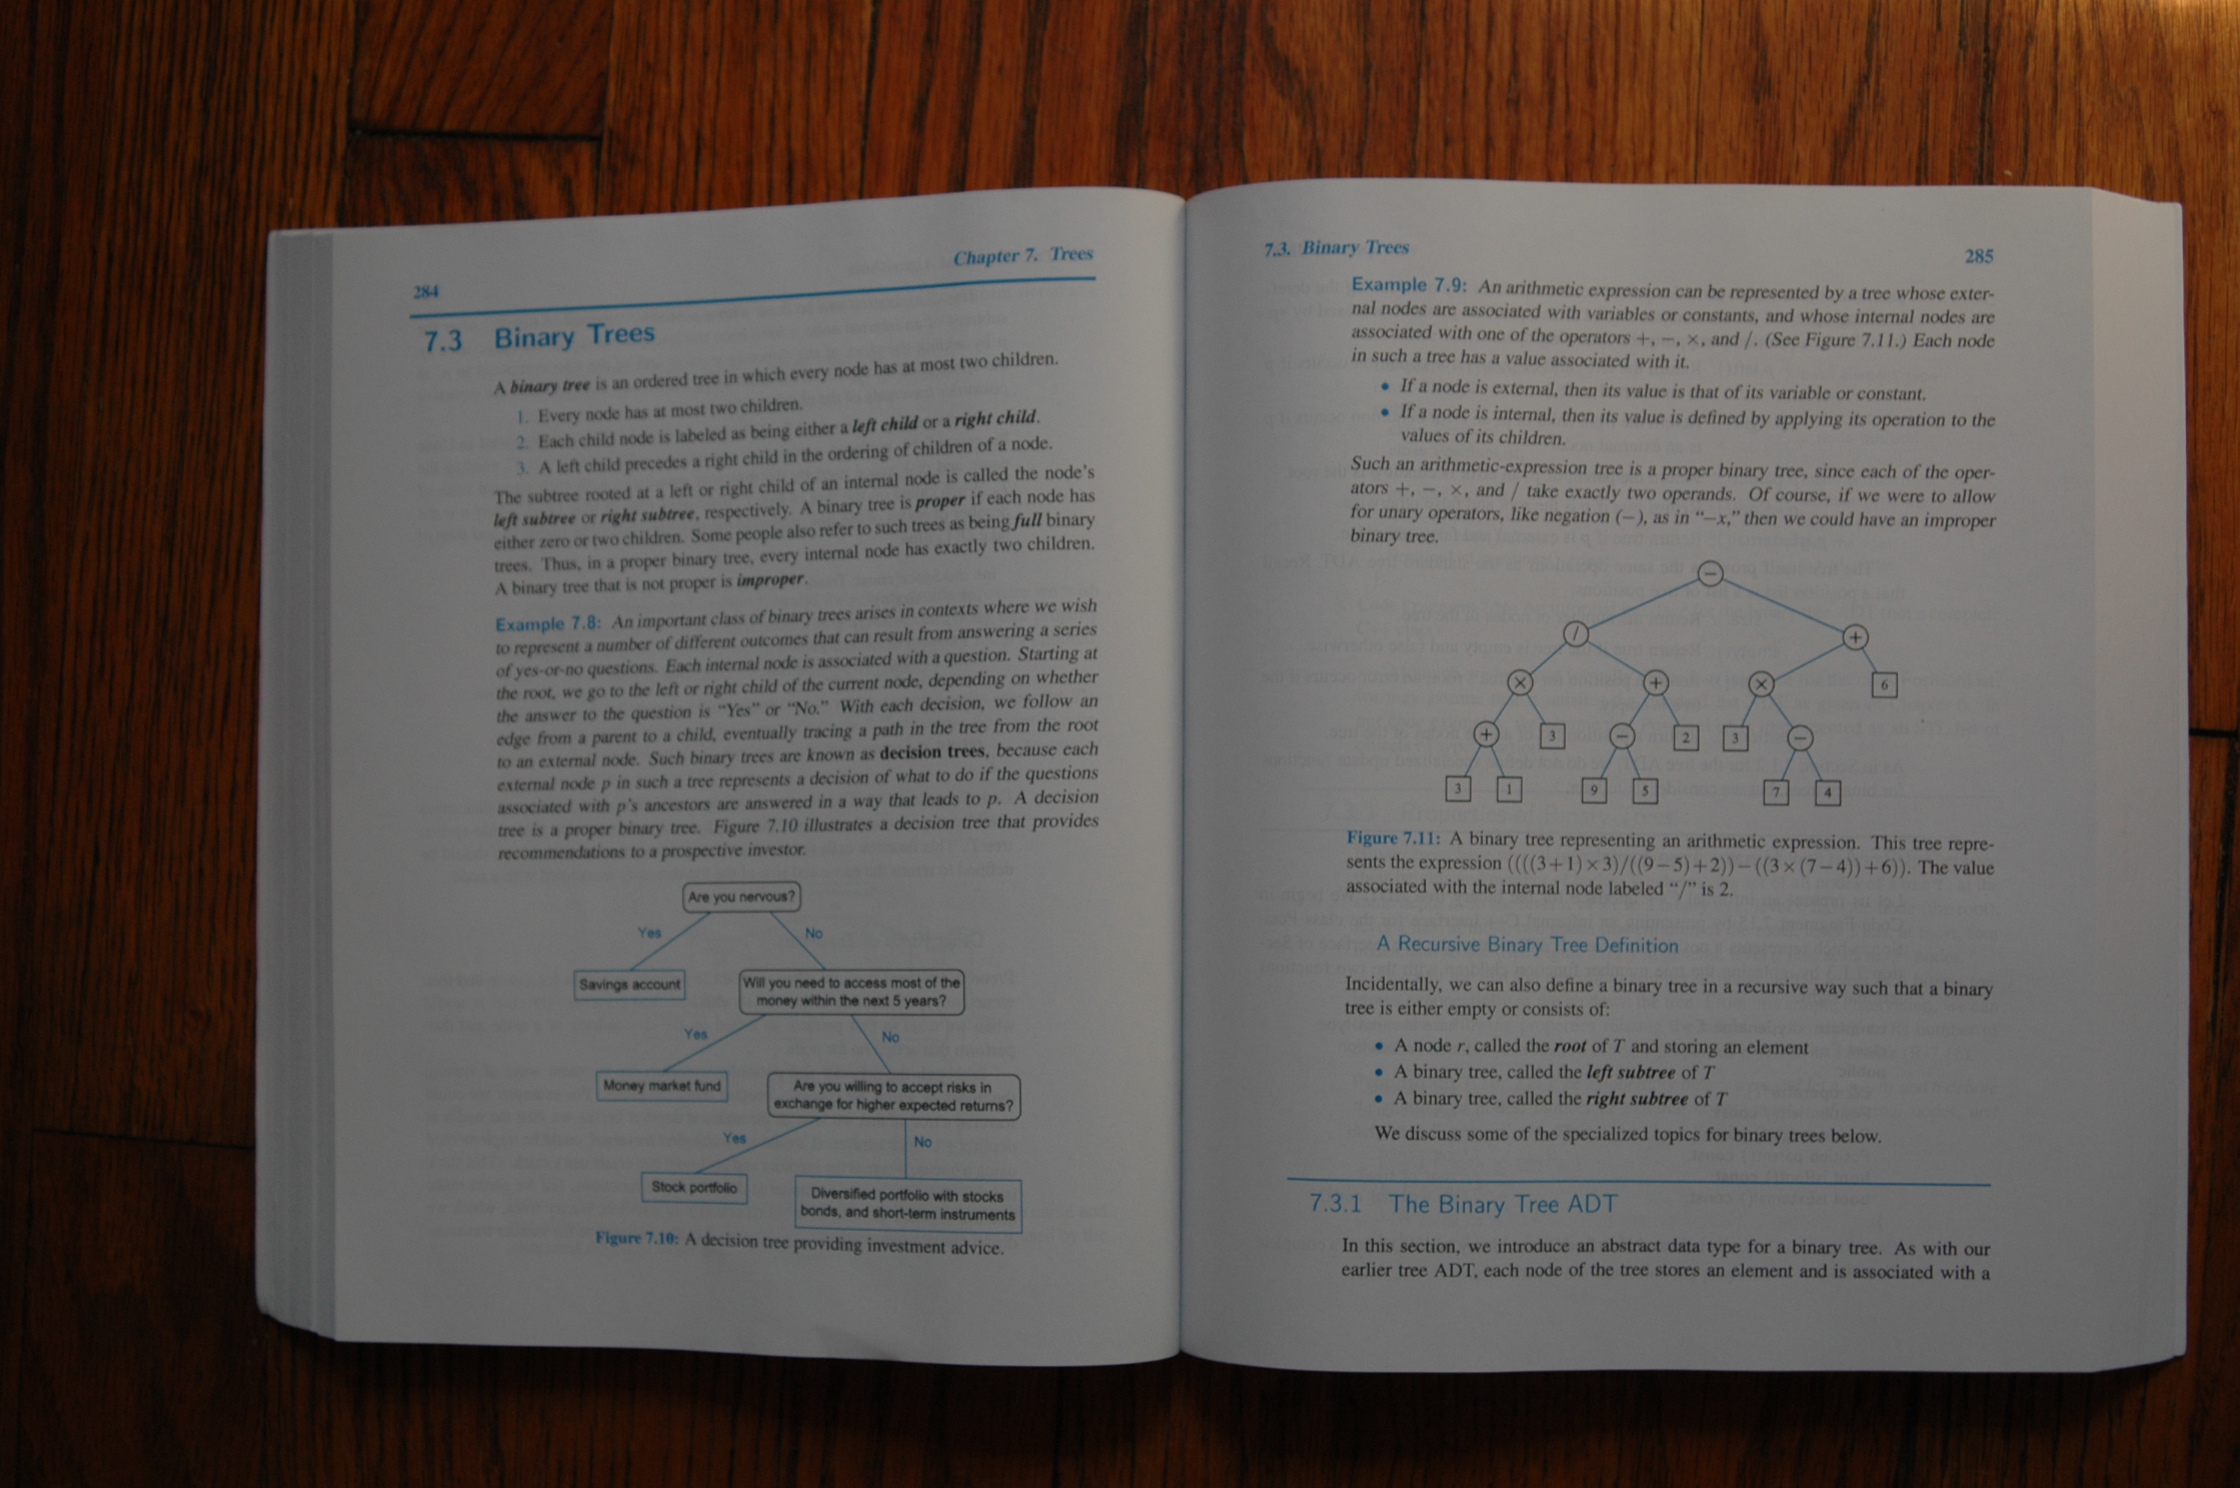 284
Chapter 7. Trees
7.3 Binary Trees
A binary tree is an ordered tree in which every node has at most two children.
1. Every node has at most two children.
2. Each child node is labeled as being either a left child or a right child.
3. A left child precedes a right child in the ordering of children of a node.
The subtree rooted at a left or right child of an internal node is called the node's
left subtree or right subtree, respectively. A binary tree is proper if each node has
either zero or two children. Some people also refer to such trees as being full binary
trees. Thus, in a proper binary tree, every internal node has exactly two children.
A binary tree that is not proper is improper.
Example 7.8: An important class of binary trees arises in contexts where we wish
to represent a number of different outcomes that can result from answering a series
of yes-or-no questions. Each internal node is associated with a question. Starting at
the root, we go to the left or right child of the current node, depending on whether
the answer to the question is "Yes" or "No." With each decision, we follow an
edge from a parent to a child, eventually tracing a path in the tree from the root
to an external node. Such binary trees are known as decision trees, because each
external node p in such a tree represents a decision of what to do if the questions
associated with p's ancestors are answered in a way that leads to p. A decision
tree is a proper binary tree. Figure 7.10 illustrates a decision tree that provides
recommendations to a prospective investor.
Are you nervous?
Yes
No
Savings account
Will you need to access most of the
money within the next 5 years?
Yes
No
Money market fund
Are you willing to accept risks in
exchange for higher expected returns?
Yes
No
Stock portfolio
Diversified portfolio with stocks
bonds, and short-term instruments
Figure 7.10: A decision tree providing investment advice.
7.3. Binary Trees
285
Example 7.9: An arithmetic expression can be represented by a tree whose exter-
nal nodes are associated with variables or constants, and whose internal nodes are
associated with one of the operators +, −, ×, and /. (See Figure 7.11.) Each node
in such a tree has a value associated with it.
• If a node is external, then its value is that of its variable or constant.
• If a node is internal, then its value is defined by applying its operation to the
values of its children.
Such an arithmetic-expression tree is a proper binary tree, since each of the oper-
ators +, −, ×, and / take exactly two operands. Of course, if we were to allow
for unary operators, like negation (−), as in "−x," then we could have an improper
binary tree.
−
/ +
× + × 6
+ 3 − 2 3 −
3 1 9 5 7 4
Figure 7.11: A binary tree representing an arithmetic expression. This tree repre-
sents the expression ((((3+1)×3)/((9−5)+2))−((3×(7−4))+6)). The value
associated with the internal node labeled "/" is 2.
A Recursive Binary Tree Definition
Incidentally, we can also define a binary tree in a recursive way such that a binary
tree is either empty or consists of:
• A node r, called the root of T and storing an element
• A binary tree, called the left subtree of T
• A binary tree, called the right subtree of T
We discuss some of the specialized topics for binary trees below.
7.3.1 The Binary Tree ADT
In this section, we introduce an abstract data type for a binary tree. As with our
earlier tree ADT, each node of the tree stores an element and is associated with a